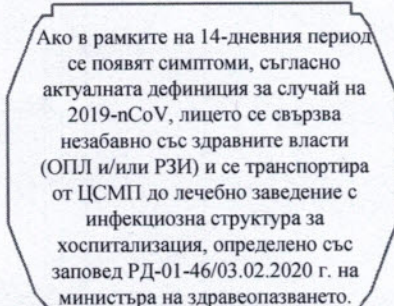 Ако в рамките на 14-дневния период
се появят симптоми, съгласно
актуалната дефиниция за случай на
2019-nCoV, лицето се свързва
незабавно със здравните власти
(ОПЛ и/или РЗИ) и се транспортира
от ЦСМП до лечебно заведение с
инфекциозна структура за
хоспитализация, определено със
заповед РД-01-46/03.02.2020 г. на
министъра на здравеопазването.